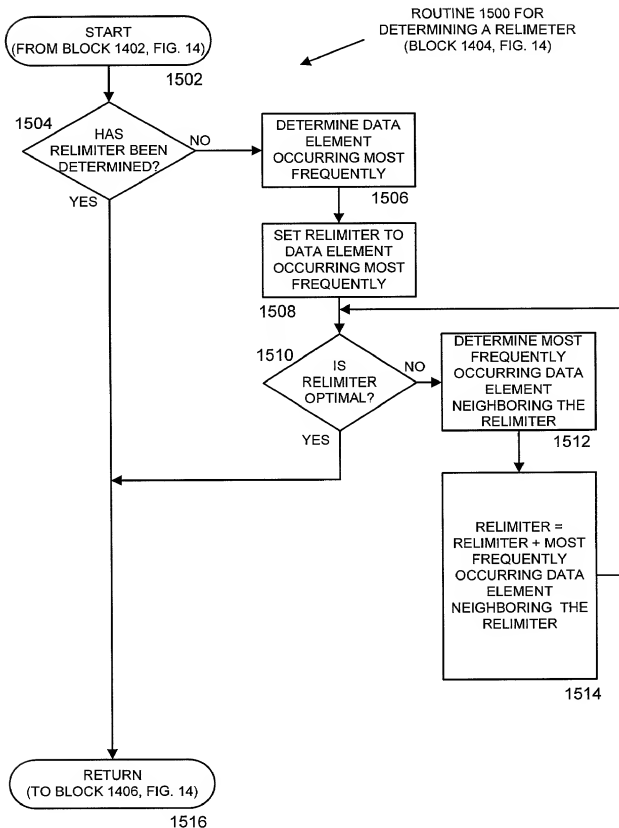 ROUTINE 1500 FOR
DETERMINING A RELIMETER
(BLOCK 1404, FIG. 14)
START
(FROM BLOCK 1402, FIG. 14)
1502
1504
HAS
RELIMITER BEEN
DETERMINED?
NO
YES
DETERMINE DATA
ELEMENT
OCCURRING MOST
FREQUENTLY
1506
SET RELIMITER TO
DATA ELEMENT
OCCURRING MOST
FREQUENTLY
1508
1510
IS
RELIMITER
OPTIMAL?
NO
YES
DETERMINE MOST
FREQUENTLY
OCCURRING DATA
ELEMENT
NEIGHBORING THE
RELIMITER
1512
RELIMITER =
RELIMITER + MOST
FREQUENTLY
OCCURRING DATA
ELEMENT
NEIGHBORING THE
RELIMITER
1514
RETURN
(TO BLOCK 1406, FIG. 14)
1516